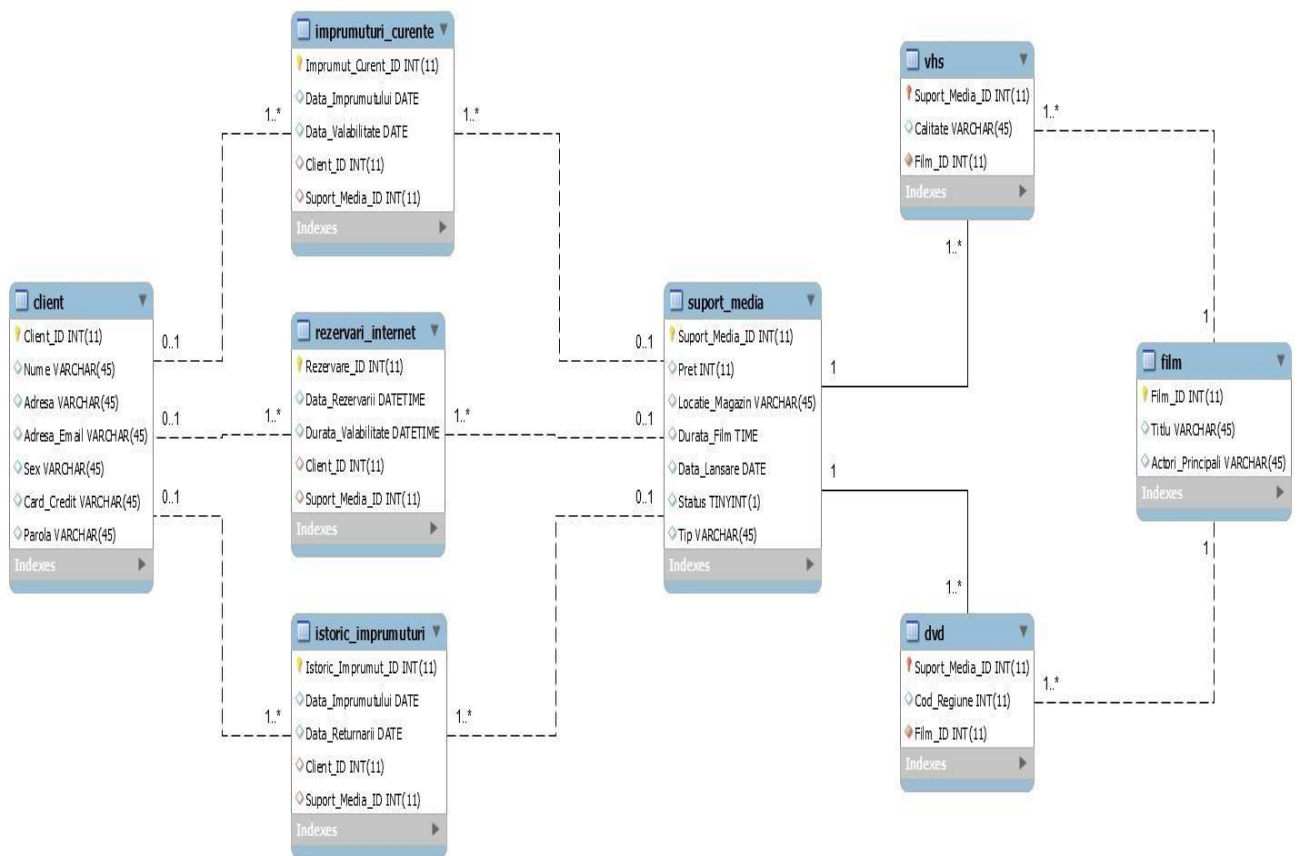 imprumuturi_curente
Imprumut_Curent_ID INT(11)
Data_Imprumutului DATE
Data_Valabilitate DATE
Client_ID INT(11)
Suport_Media_ID INT(11)
Indexes
1..*
1..*
vhs
Suport_Media_ID INT(11)
Calitate VARCHAR(45)
Film_ID INT(11)
Indexes
1..*
1..*
client
Client_ID INT(11)
Nume VARCHAR(45)
Adresa VARCHAR(45)
Adresa_Email VARCHAR(45)
Sex VARCHAR(45)
Card_Credit VARCHAR(45)
Parola VARCHAR(45)
Indexes
0..1
0..1
0..1
rezervari_internet
Rezervare_ID INT(11)
Data_Rezervarii DATETIME
Durata_Valabilitate DATETIME
Client_ID INT(11)
Suport_Media_ID INT(11)
Indexes
1..*
1..*
suport_media
Suport_Media_ID INT(11)
Pret INT(11)
Locatie_Magazin VARCHAR(45)
Durata_Film TIME
Data_Lansare DATE
Status TINYINT(1)
Tip VARCHAR(45)
Indexes
0..1
0..1
0..1
1
1
film
Film_ID INT(11)
Titlu VARCHAR(45)
Actori_Principali VARCHAR(45)
Indexes
1
1
istoric_imprumuturi
Istoric_Imprumut_ID INT(11)
Data_Imprumutului DATE
Data_Returnarii DATE
Client_ID INT(11)
Suport_Media_ID INT(11)
Indexes
1..*
1..*
dvd
Suport_Media_ID INT(11)
Cod_Regiune INT(11)
Film_ID INT(11)
Indexes
1..*
1..*